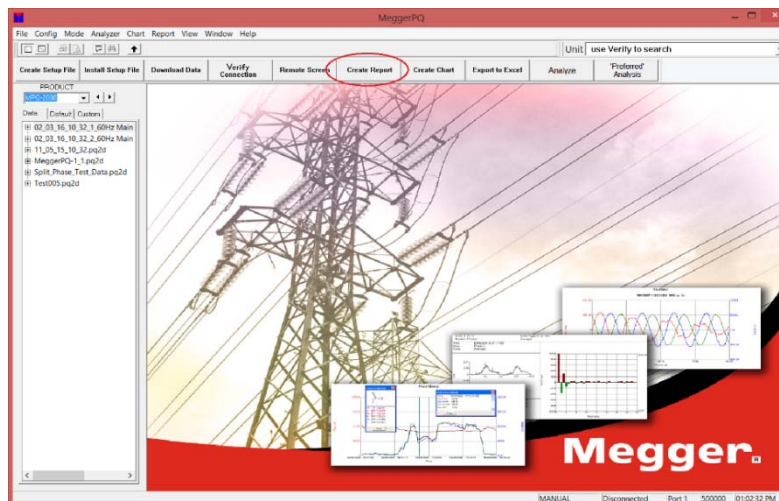 MeggerPQ
File Config Mode Analyzer Chart Report View Window Help
Unit use Verify to search
Create Setup File Install Setup File Download Data Verify Connection Remote Screen Create Report Create Chart Export to Excel Analyze 'Preferred' Analysis
PRODUCT
Data Default Custom
02_03_16_10_32_1_60Hz Main
02_03_16_10_32_2_60Hz Main
11_05_15_10_32.pq2d
MeggerPQ-1_1.pq2d
Split_Phase_Test_Data.pq2d
Test005.pq2d
Megger.
MANUAL Disconnected Port 1 500000 01:02:32 PM